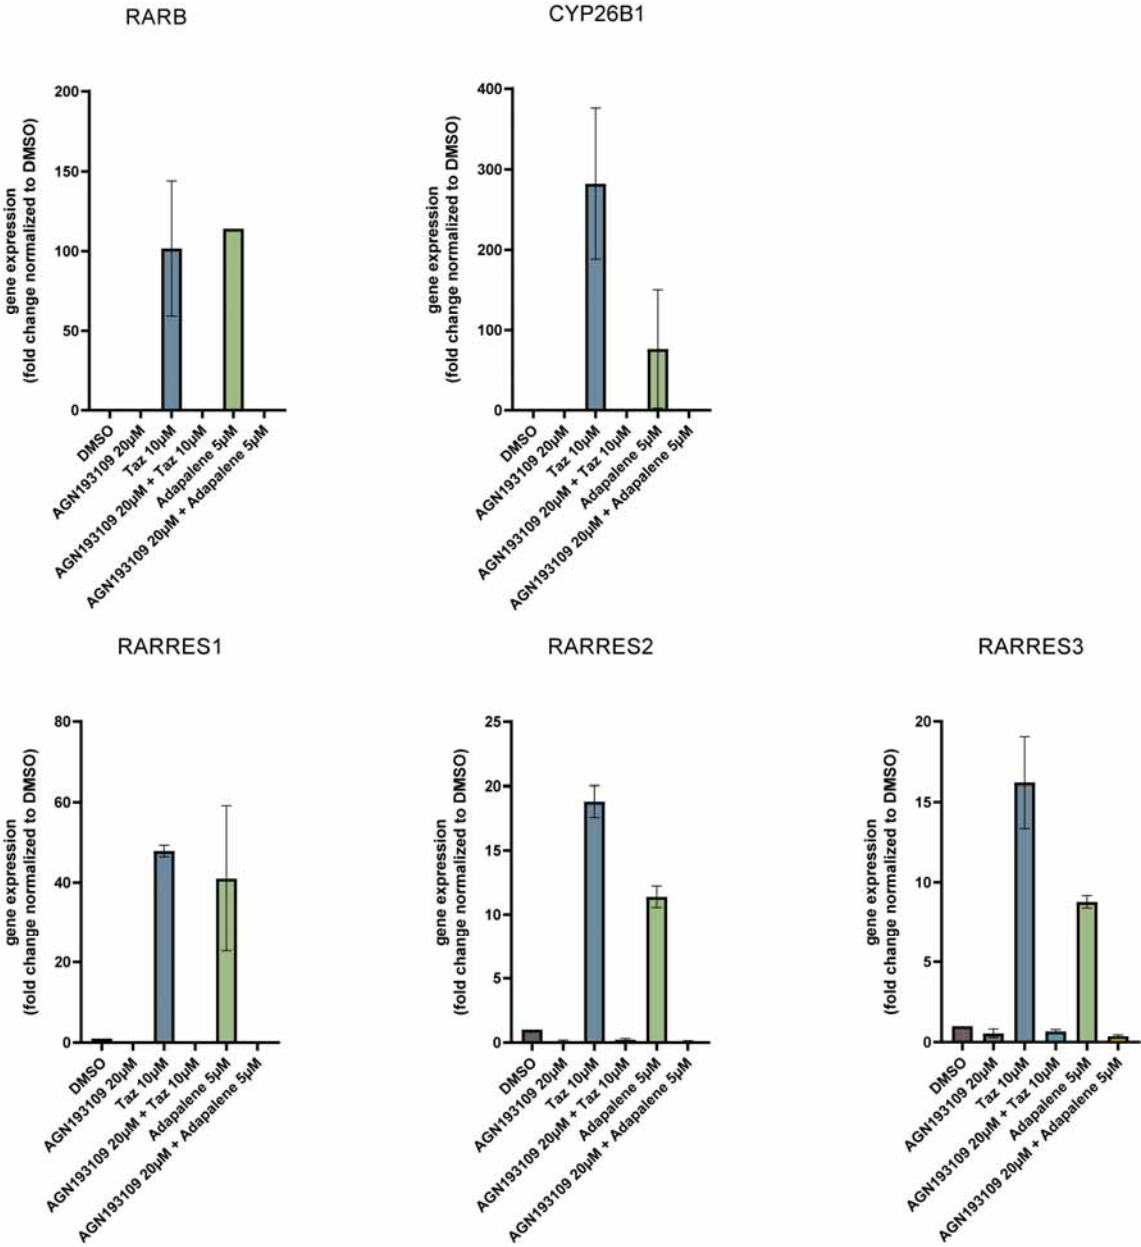 RARB
gene expression
(fold change normalized to DMSO)
200
150
100
50
0
DMSO
AGN193109 20µM
Taz 10µM
AGN193109 20µM + Taz 10µM
Adapalene 5µM
AGN193109 20µM + Adapalene 5µM
CYP26B1
gene expression
(fold change normalized to DMSO)
400
300
200
100
0
DMSO
AGN193109 20µM
Taz 10µM
AGN193109 20µM + Taz 10µM
Adapalene 5µM
AGN193109 20µM + Adapalene 5µM
RARRES1
gene expression
(fold change normalized to DMSO)
80
60
40
20
0
DMSO
AGN193109 20µM
Taz 10µM
AGN193109 20µM + Taz 10µM
Adapalene 5µM
AGN193109 20µM + Adapalene 5µM
RARRES2
gene expression
(fold change normalized to DMSO)
25
20
15
10
5
0
DMSO
AGN193109 20µM
Taz 10µM
AGN193109 20µM + Taz 10µM
Adapalene 5µM
AGN193109 20µM + Adapalene 5µM
RARRES3
gene expression
(fold change normalized to DMSO)
20
15
10
5
0
DMSO
AGN193109 20µM
Taz 10µM
AGN193109 20µM + Taz 10µM
Adapalene 5µM
AGN193109 20µM + Adapalene 5µM